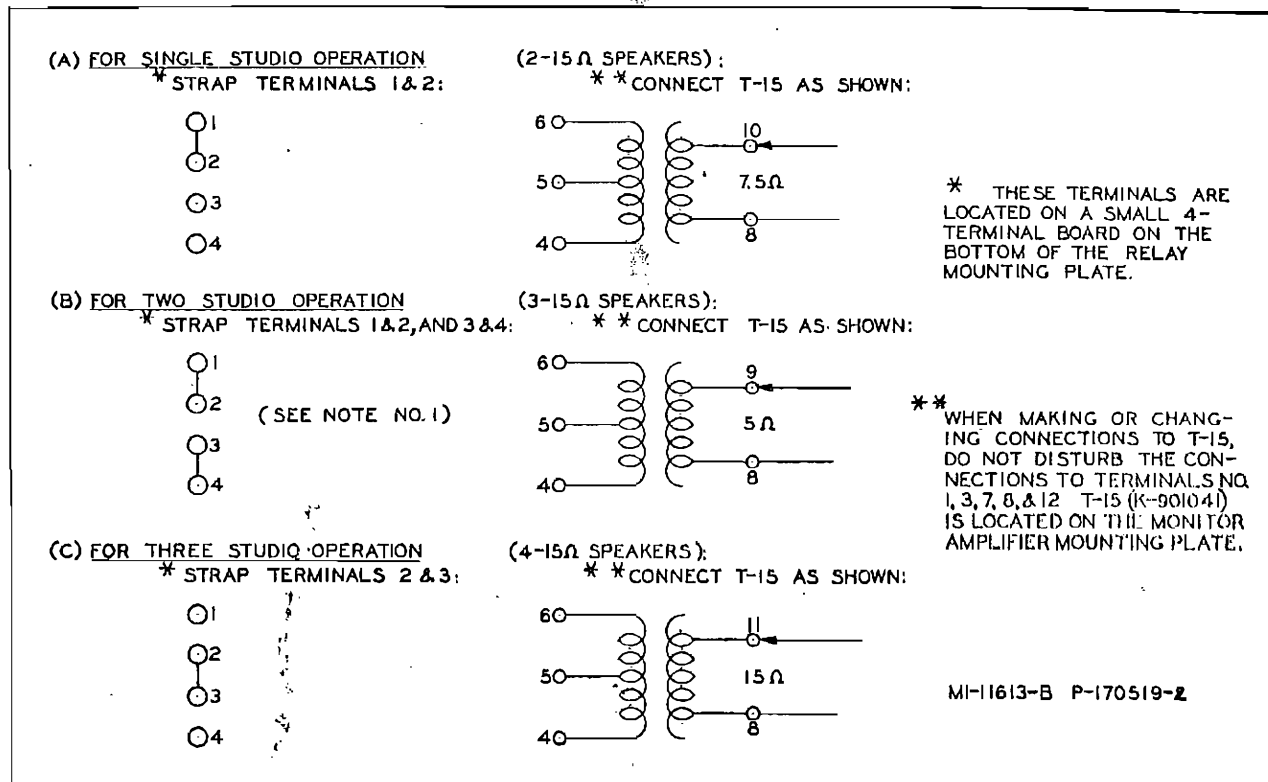 (A) FOR SINGLE STUDIO OPERATION
* STRAP TERMINALS 1&2:
1
2
3
4
(2-15Ω SPEAKERS):
* * CONNECT T-15 AS SHOWN:
6
5
4
10
7.5Ω
8
(B) FOR TWO STUDIO OPERATION
* STRAP TERMINALS 1&2, AND 3&4:
1
2
3
4
(SEE NOTE NO. 1)
(3-15Ω SPEAKERS):
* * CONNECT T-15 AS SHOWN:
6
5
4
9
5Ω
8
(C) FOR THREE STUDIO OPERATION
* STRAP TERMINALS 2 & 3:
1
2
3
4
(4-15Ω SPEAKERS):
* * CONNECT T-15 AS SHOWN:
6
5
4
11
15Ω
8
* THESE TERMINALS ARE
LOCATED ON A SMALL 4-
TERMINAL BOARD ON THE
BOTTOM OF THE RELAY
MOUNTING PLATE.
* *
WHEN MAKING OR CHANG-
ING CONNECTIONS TO T-15,
DO NOT DISTURB THE CON-
NECTIONS TO TERMINALS NO.
1, 3, 7, 8, & 12 T-15 (K-901041)
IS LOCATED ON THE MONITOR
AMPLIFIER MOUNTING PLATE.
MI-11613-B P-170519-2